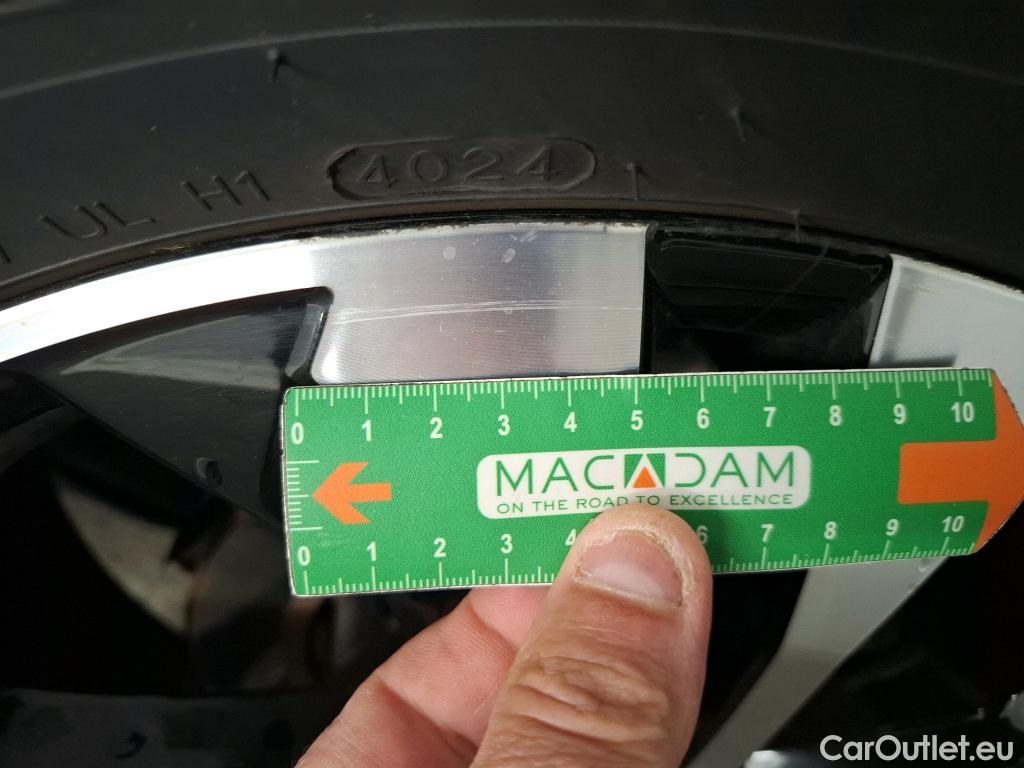 UL H1 4024
0 1 2 3 4 5 6 7 8 9 10
MACADAM
ON THE ROAD TO EXCELLENCE
0 1 2 3 4 6 7 8 9 10
CarOutlet.eu